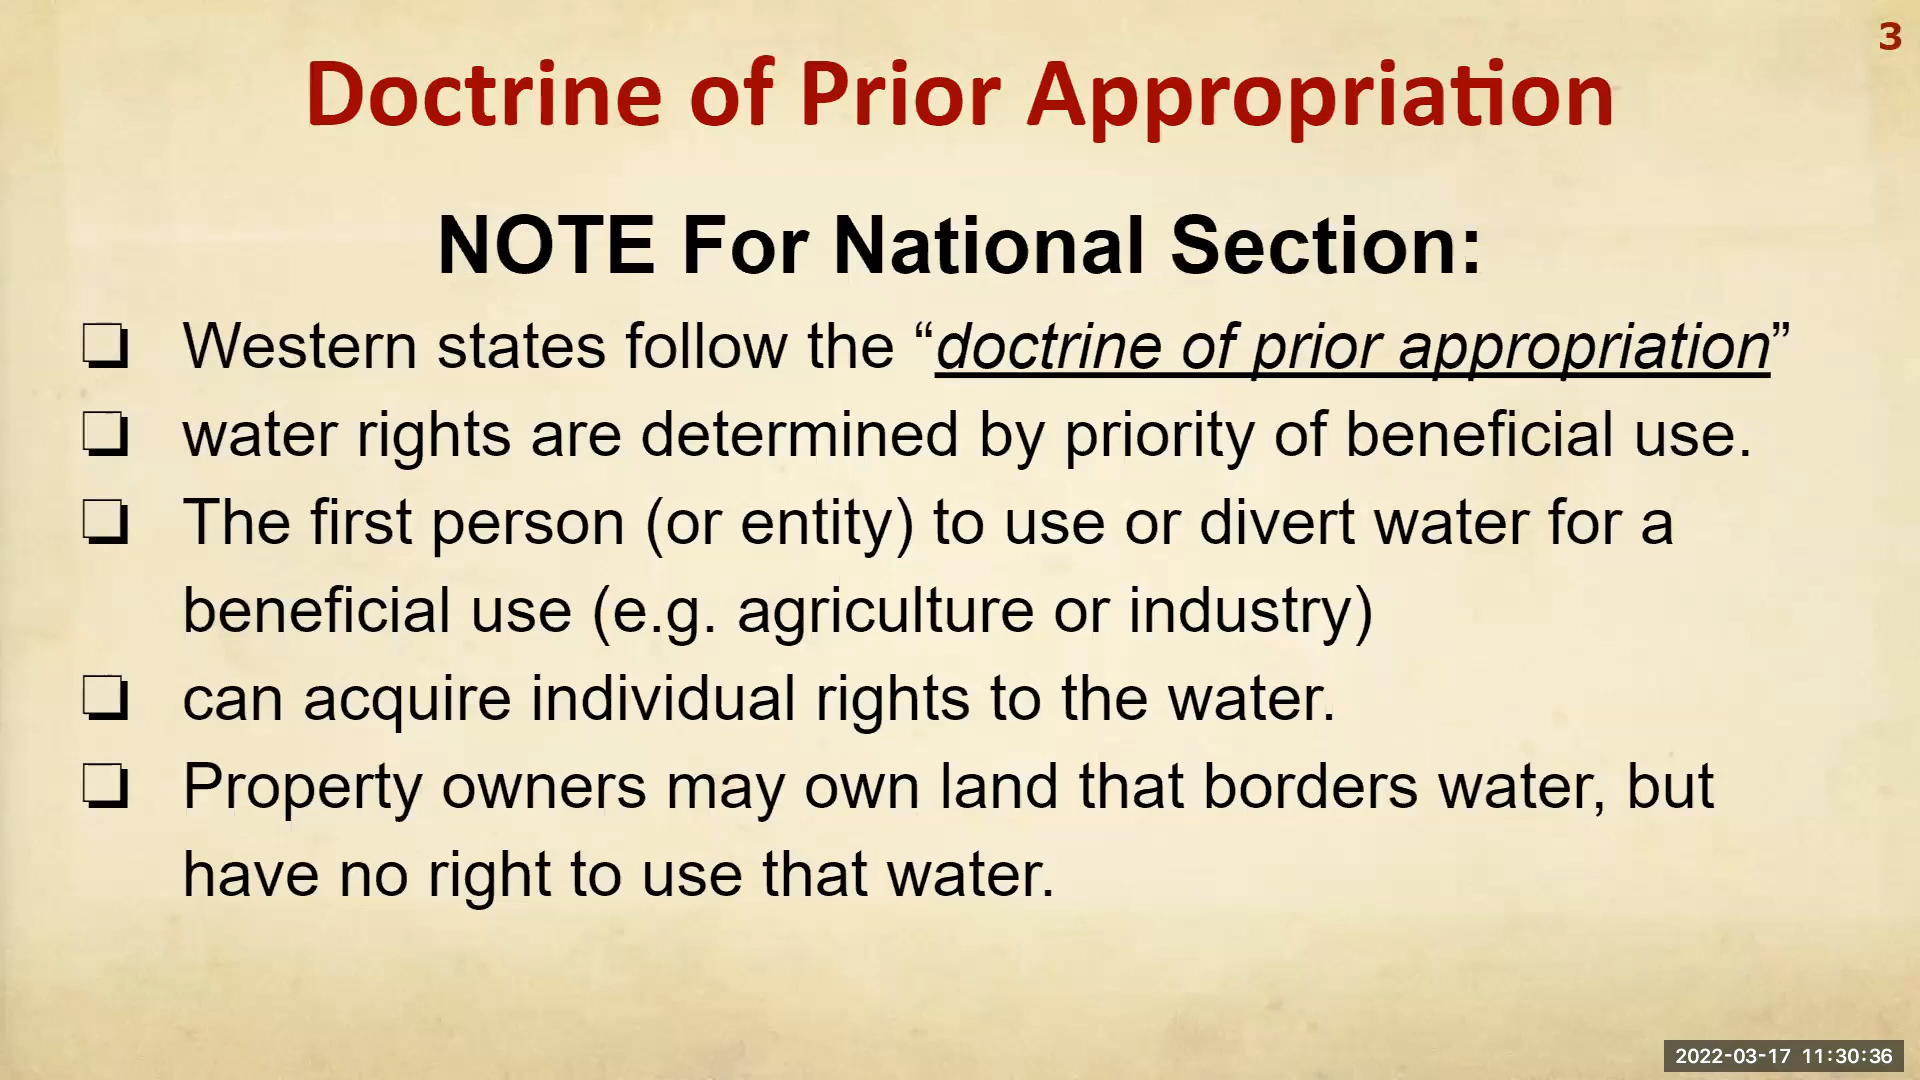 3
Doctrine of Prior Appropriation
NOTE For National Section:
❏ Western states follow the “doctrine of prior appropriation”
❏ water rights are determined by priority of beneficial use.
❏ The first person (or entity) to use or divert water for a
beneficial use (e.g. agriculture or industry)
❏ can acquire individual rights to the water.
❏ Property owners may own land that borders water, but
have no right to use that water.
2022-03-17 11:30:36